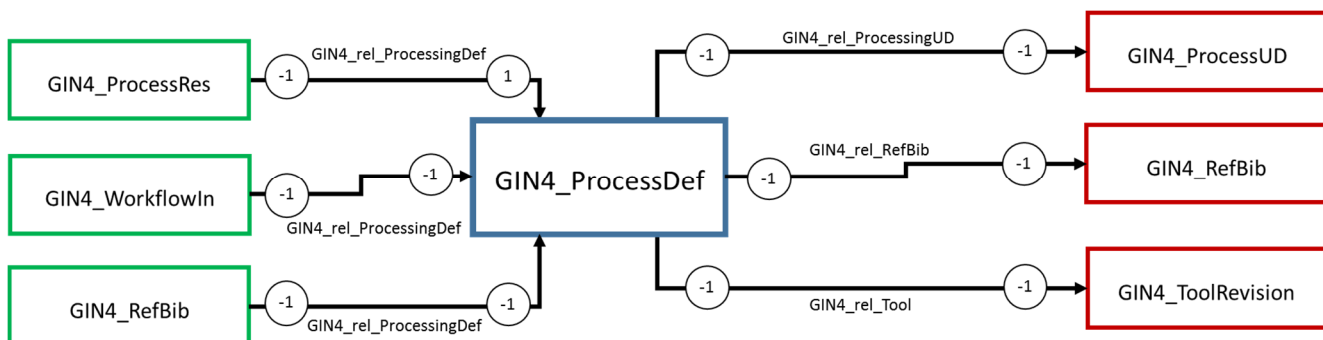 GIN4_ProcessRes
-1
GIN4_rel_ProcessingDef
1
GIN4_WorkflowIn
-1
-1
GIN4_rel_ProcessingDef
GIN4_RefBib
-1
-1
GIN4_rel_ProcessingDef
GIN4_ProcessDef
-1
GIN4_rel_ProcessingUD
-1
GIN4_ProcessUD
-1
GIN4_rel_RefBib
-1
GIN4_RefBib
-1
GIN4_rel_Tool
-1
GIN4_ToolRevision